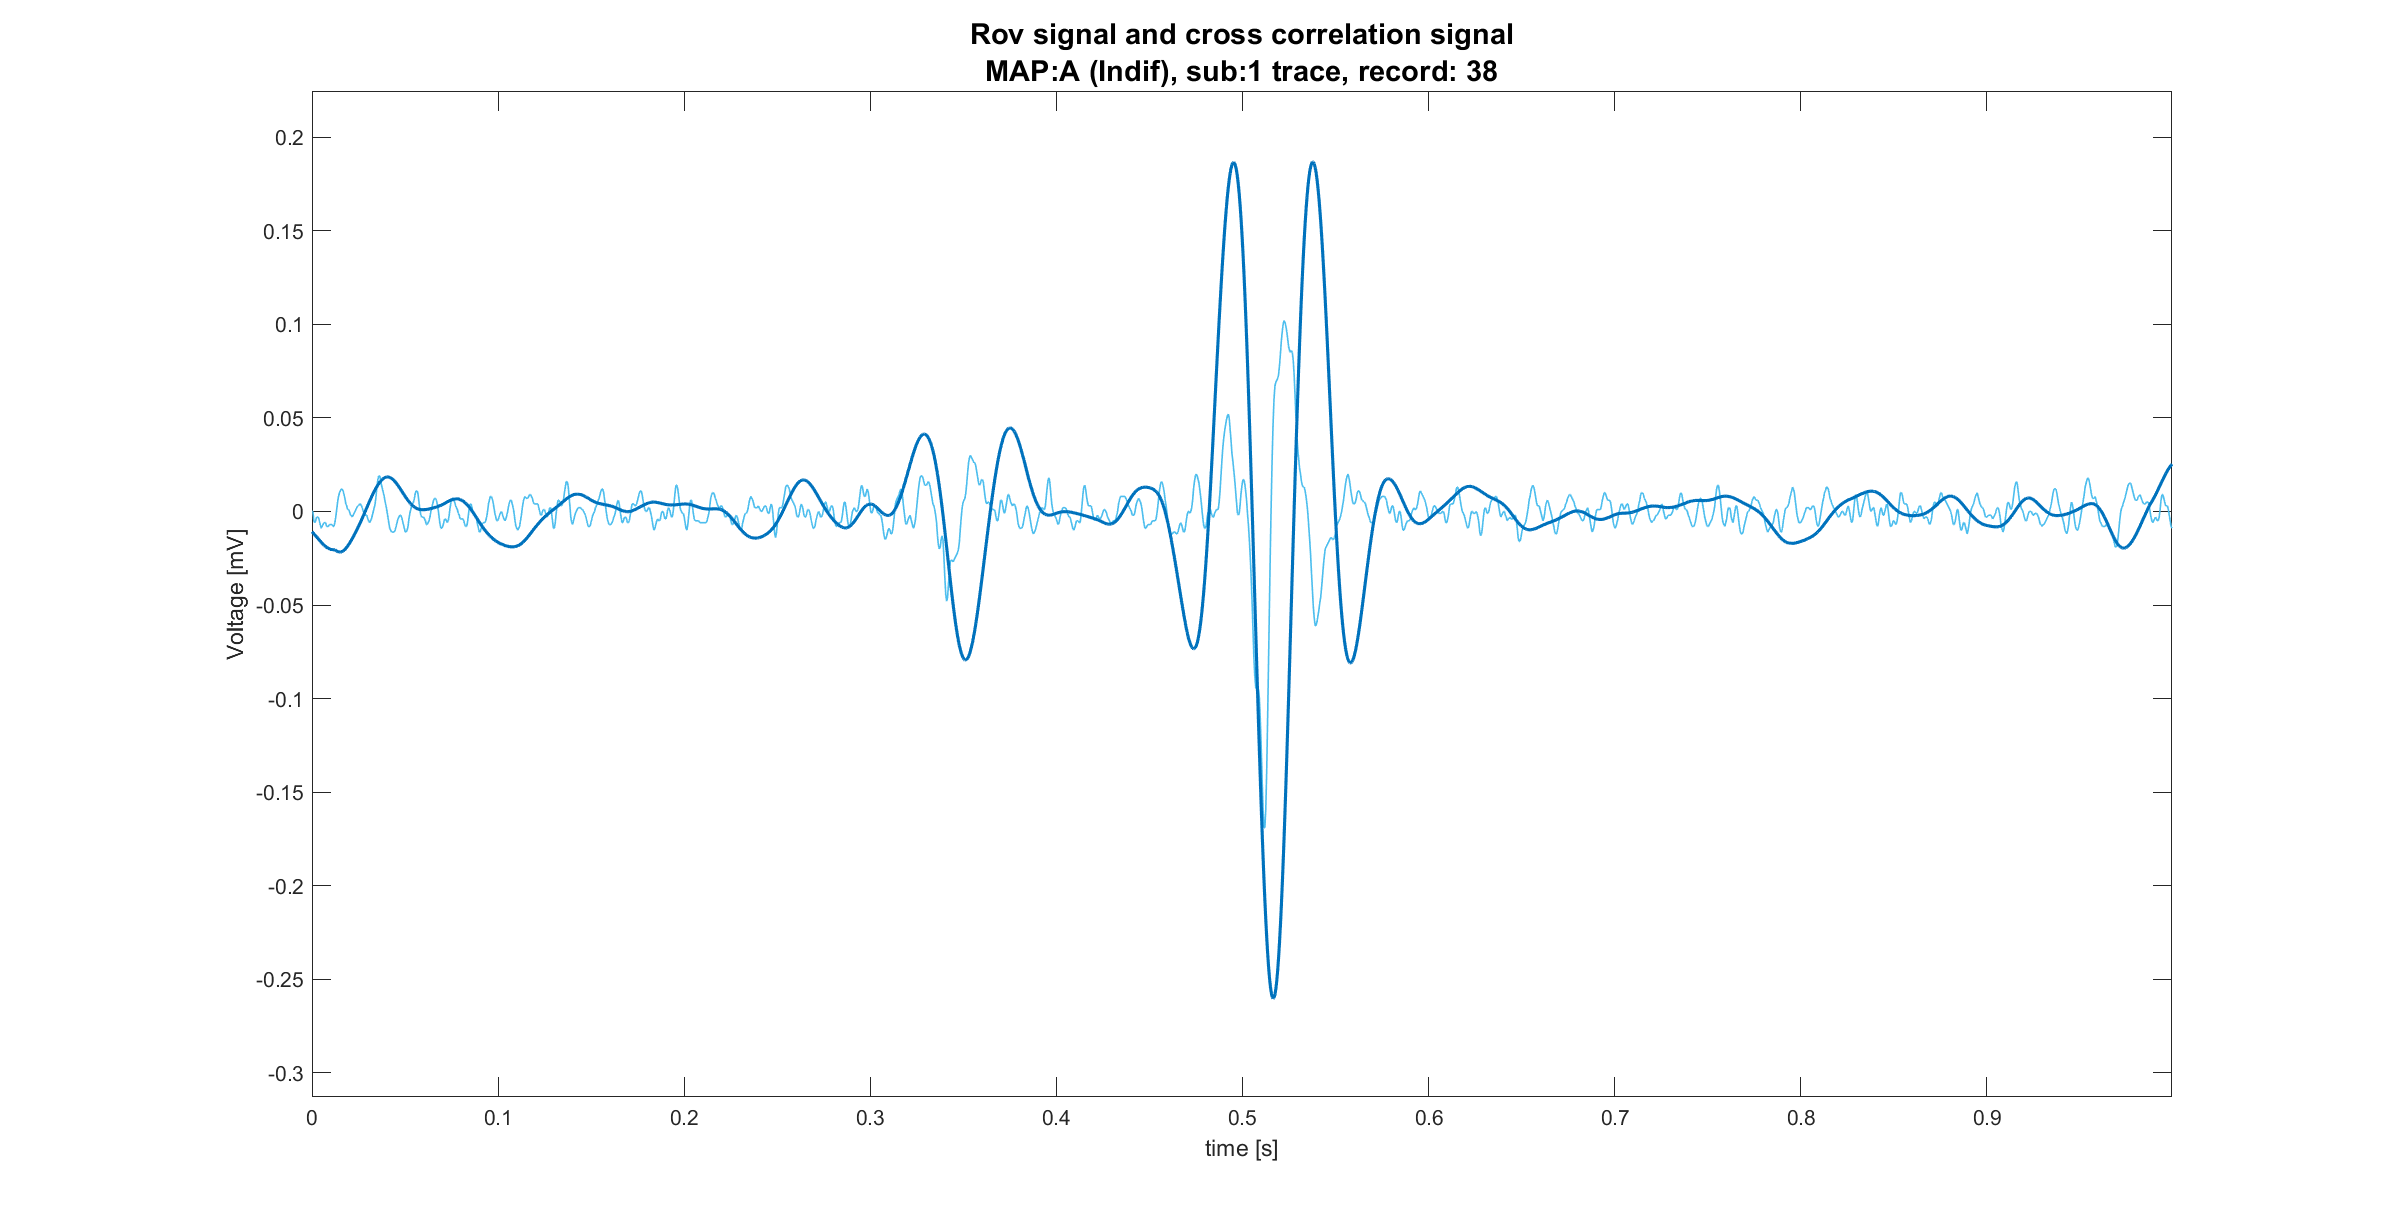 Rov signal and cross correlation signal
MAP:A (Indif), sub:1 trace, record: 38
0.2
0.15
0.1
0.05
0
-0.05
-0.1
-0.15
-0.2
-0.25
-0.3
Voltage [mV]
0 0.1 0.2 0.3 0.4 0.5 0.6 0.7 0.8 0.9
time [s]